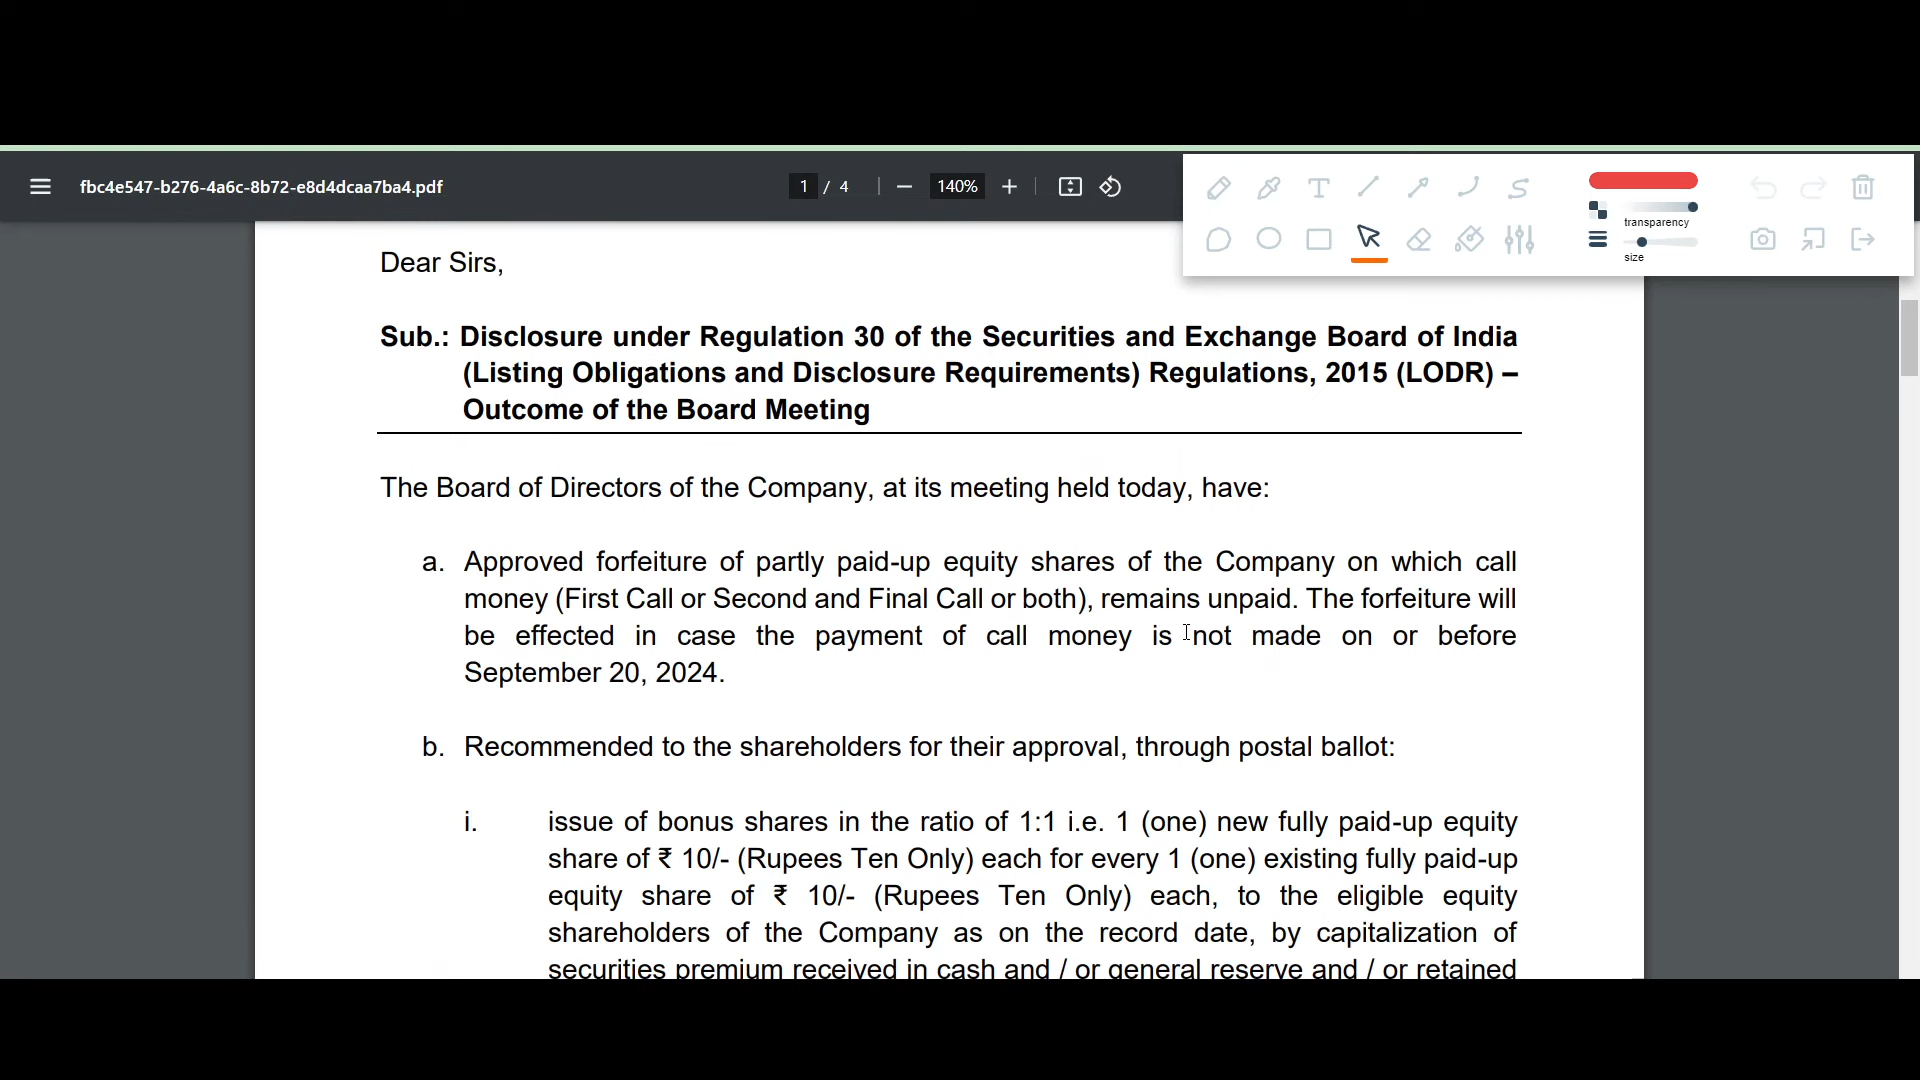 fbc4e547-b276-4a6c-8b72-e8d4dcaa7ba4.pdf
1 / 4
140%
transparency
size
Dear Sirs,
Sub.: Disclosure under Regulation 30 of the Securities and Exchange Board of India
(Listing Obligations and Disclosure Requirements) Regulations, 2015 (LODR) –
Outcome of the Board Meeting
The Board of Directors of the Company, at its meeting held today, have:
a. Approved forfeiture of partly paid-up equity shares of the Company on which call
money (First Call or Second and Final Call or both), remains unpaid. The forfeiture will
be effected in case the payment of call money is not made on or before
September 20, 2024.
b. Recommended to the shareholders for their approval, through postal ballot:
i. issue of bonus shares in the ratio of 1:1 i.e. 1 (one) new fully paid-up equity
share of ₹ 10/- (Rupees Ten Only) each for every 1 (one) existing fully paid-up
equity share of ₹ 10/- (Rupees Ten Only) each, to the eligible equity
shareholders of the Company as on the record date, by capitalization of
securities premium received in cash and / or general reserve and / or retained